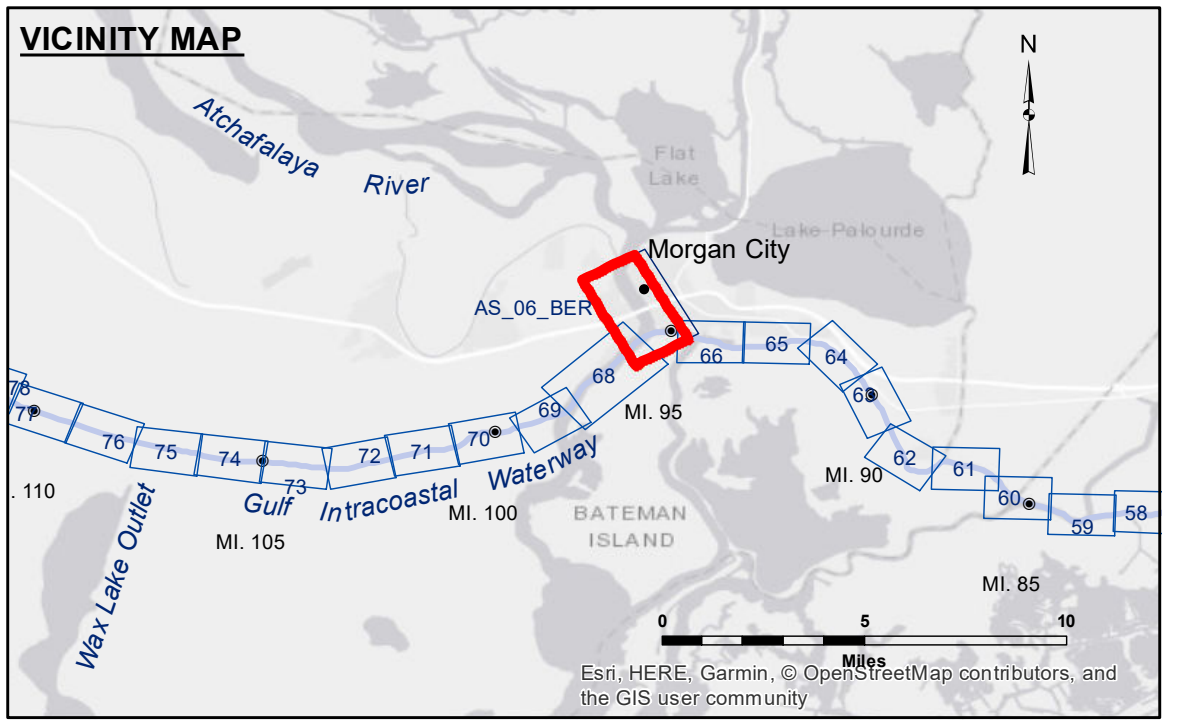 VICINITY MAP
N
Atchafalaya
River
Flat
Lake
Lake Palourde
Morgan City
AS_06_BER
66
65
64
68
63
MI. 95
78
77
76
75
74
73
72
71
70
69
62
61
60
59
58
MI. 90
. 110
Gulf
Intracoastal
Waterway
MI. 100
MI. 105
BATEMAN
ISLAND
Wax Lake Outlet
MI. 85
0
5
10
Miles
Esri, HERE, Garmin, © OpenStreetMap contributors, and
the GIS user community